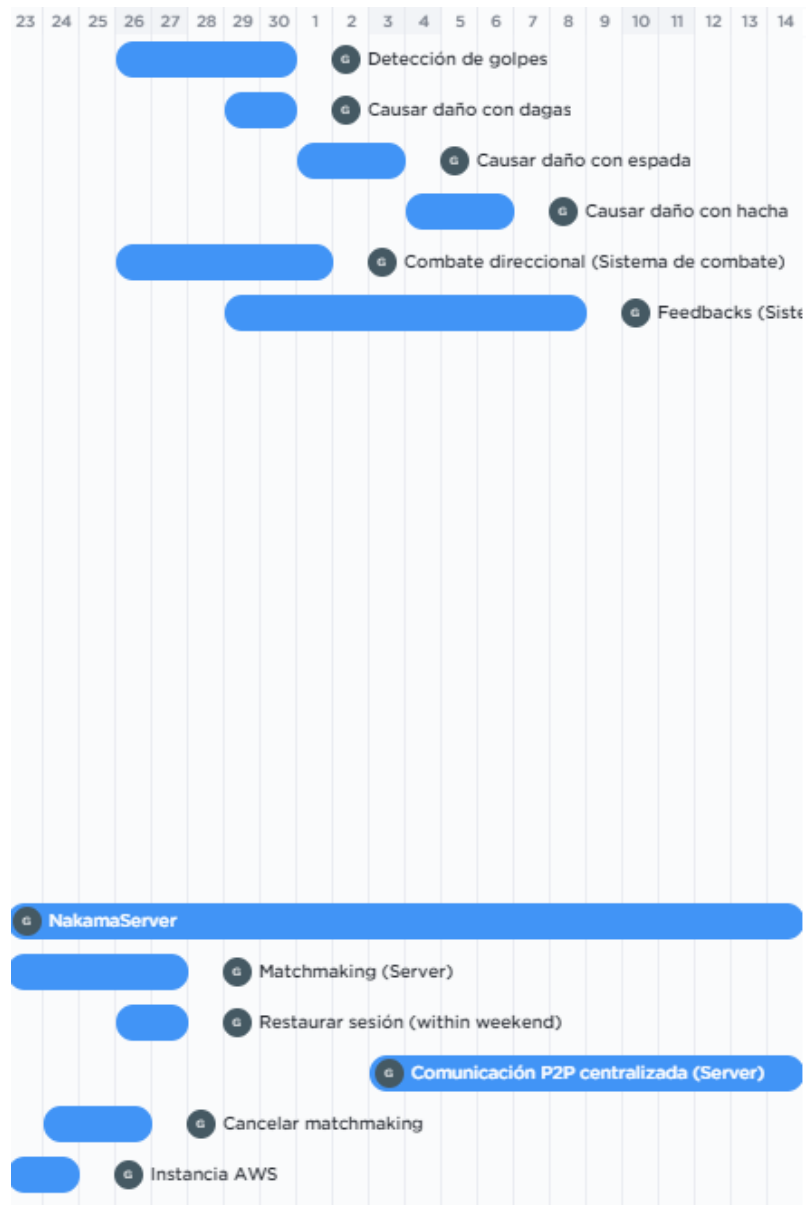 23 24 25 26 27 28 29 30 1 2 3 4 5 6 7 8 9 10 11 12 13 14
G Detección de golpes
G Causar daño con dagas
G Causar daño con espada
G Causar daño con hacha
G Combate direccional (Sistema de combate)
G Feedbacks (Siste
G NakamaServer
G Matchmaking (Server)
G Restaurar sesión (within weekend)
G Comunicación P2P centralizada (Server)
G Cancelar matchmaking
G Instancia AWS